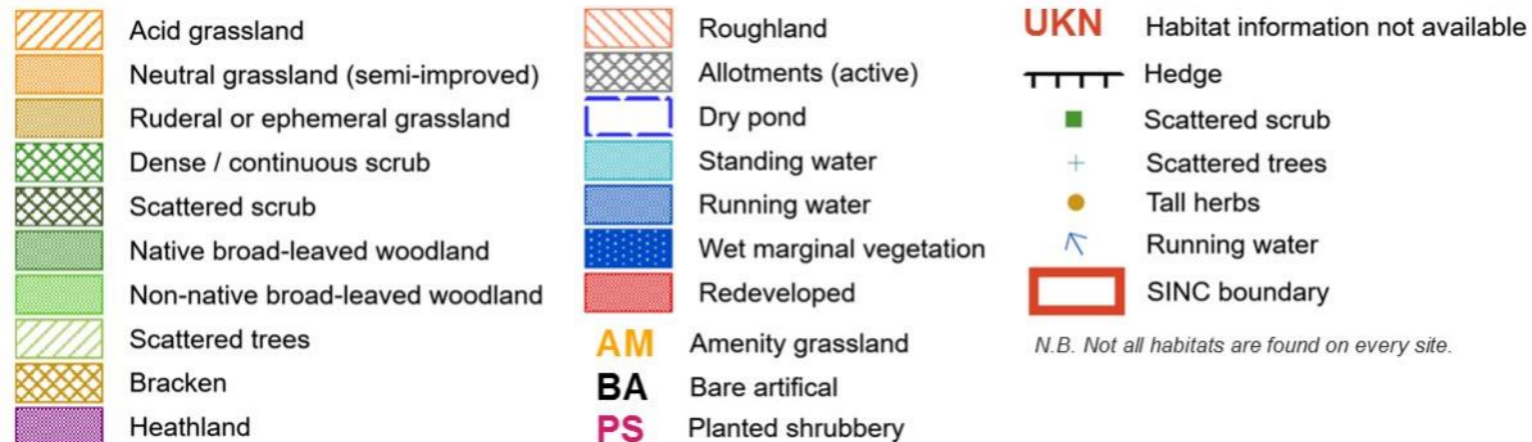 Acid grassland
Neutral grassland (semi-improved)
Ruderal or ephemeral grassland
Dense / continuous scrub
Scattered scrub
Native broad-leaved woodland
Non-native broad-leaved woodland
Scattered trees
Bracken
Heathland
Roughland
Allotments (active)
Dry pond
Standing water
Running water
Wet marginal vegetation
Redeveloped
AM Amenity grassland
BA Bare artifical
PS Planted shrubbery
UKN Habitat information not available
Hedge
Scattered scrub
Scattered trees
Tall herbs
Running water
SINC boundary
N.B. Not all habitats are found on every site.